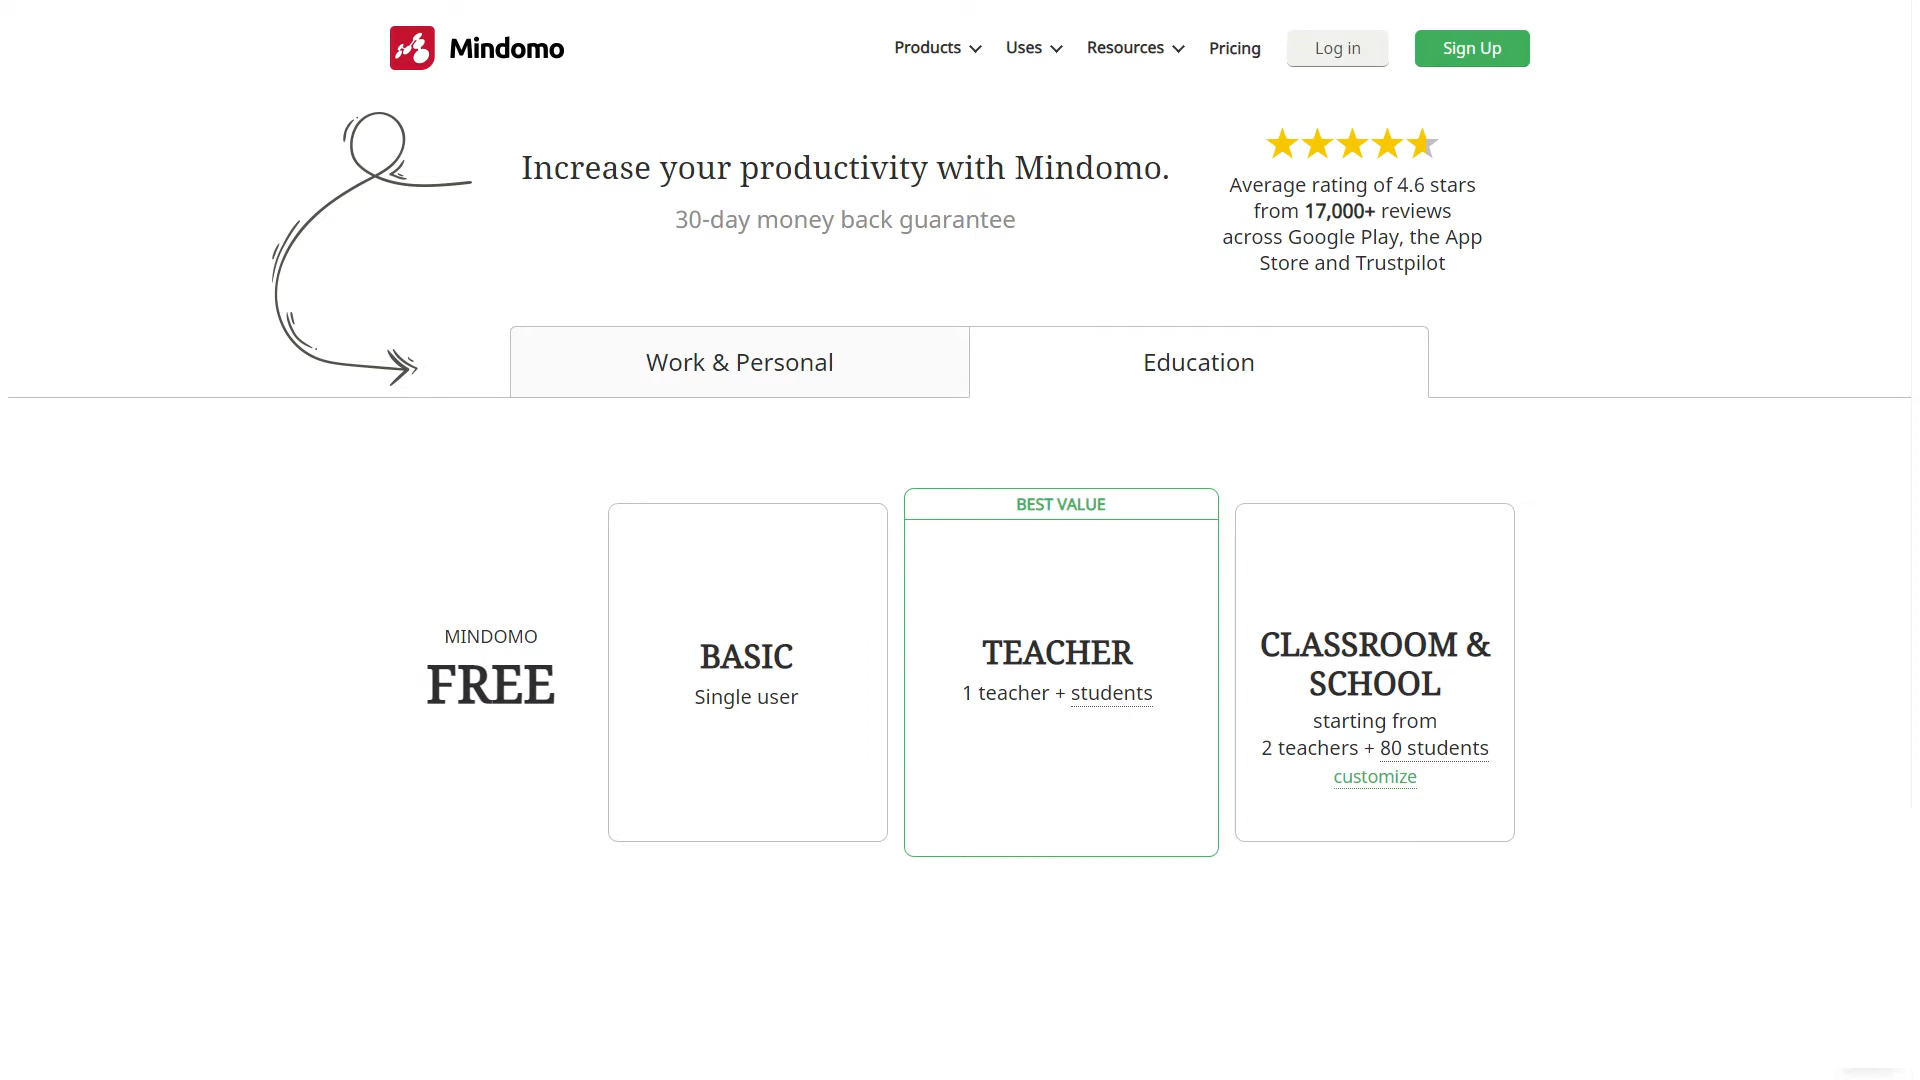 Mindomo
Products
Uses
Resources
Pricing
Log in
Sign Up
Increase your productivity with Mindomo.
30-day money back guarantee
Average rating of 4.6 stars
from 17,000+ reviews
across Google Play, the App
Store and Trustpilot
Work & Personal
Education
MINDOMO
FREE
BASIC
Single user
BEST VALUE
TEACHER
1 teacher + students
CLASSROOM &
SCHOOL
starting from
2 teachers + 80 students
customize